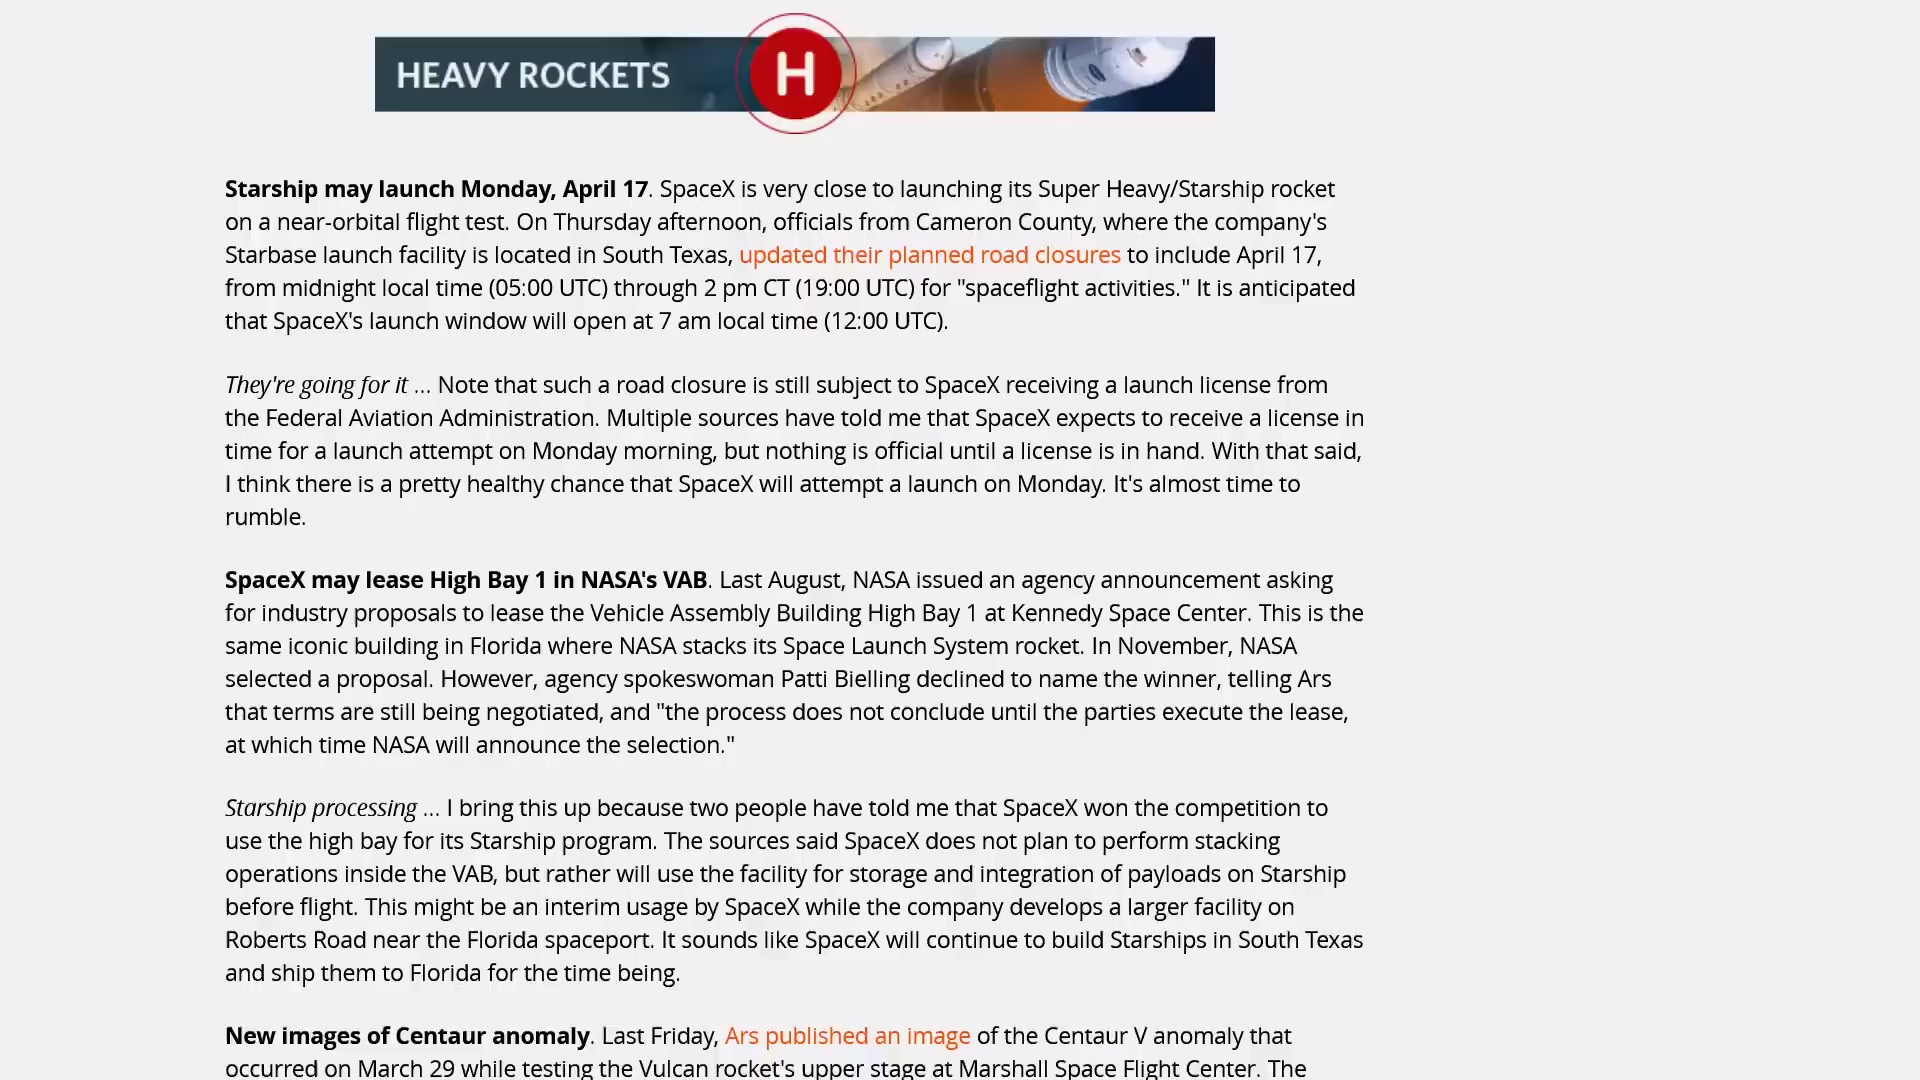 HEAVY ROCKETS
H
Starship may launch Monday, April 17. SpaceX is very close to launching its Super Heavy/Starship rocket
on a near-orbital flight test. On Thursday afternoon, officials from Cameron County, where the company's
Starbase launch facility is located in South Texas, updated their planned road closures to include April 17,
from midnight local time (05:00 UTC) through 2 pm CT (19:00 UTC) for "spaceflight activities." It is anticipated
that SpaceX's launch window will open at 7 am local time (12:00 UTC).
They're going for it ... Note that such a road closure is still subject to SpaceX receiving a launch license from
the Federal Aviation Administration. Multiple sources have told me that SpaceX expects to receive a license in
time for a launch attempt on Monday morning, but nothing is official until a license is in hand. With that said,
I think there is a pretty healthy chance that SpaceX will attempt a launch on Monday. It's almost time to
rumble.
SpaceX may lease High Bay 1 in NASA's VAB. Last August, NASA issued an agency announcement asking
for industry proposals to lease the Vehicle Assembly Building High Bay 1 at Kennedy Space Center. This is the
same iconic building in Florida where NASA stacks its Space Launch System rocket. In November, NASA
selected a proposal. However, agency spokeswoman Patti Bielling declined to name the winner, telling Ars
that terms are still being negotiated, and "the process does not conclude until the parties execute the lease,
at which time NASA will announce the selection."
Starship processing ... I bring this up because two people have told me that SpaceX won the competition to
use the high bay for its Starship program. The sources said SpaceX does not plan to perform stacking
operations inside the VAB, but rather will use the facility for storage and integration of payloads on Starship
before flight. This might be an interim usage by SpaceX while the company develops a larger facility on
Roberts Road near the Florida spaceport. It sounds like SpaceX will continue to build Starships in South Texas
and ship them to Florida for the time being.
New images of Centaur anomaly. Last Friday, Ars published an image of the Centaur V anomaly that
occurred on March 29 while testing the Vulcan rocket's upper stage at Marshall Space Flight Center. The